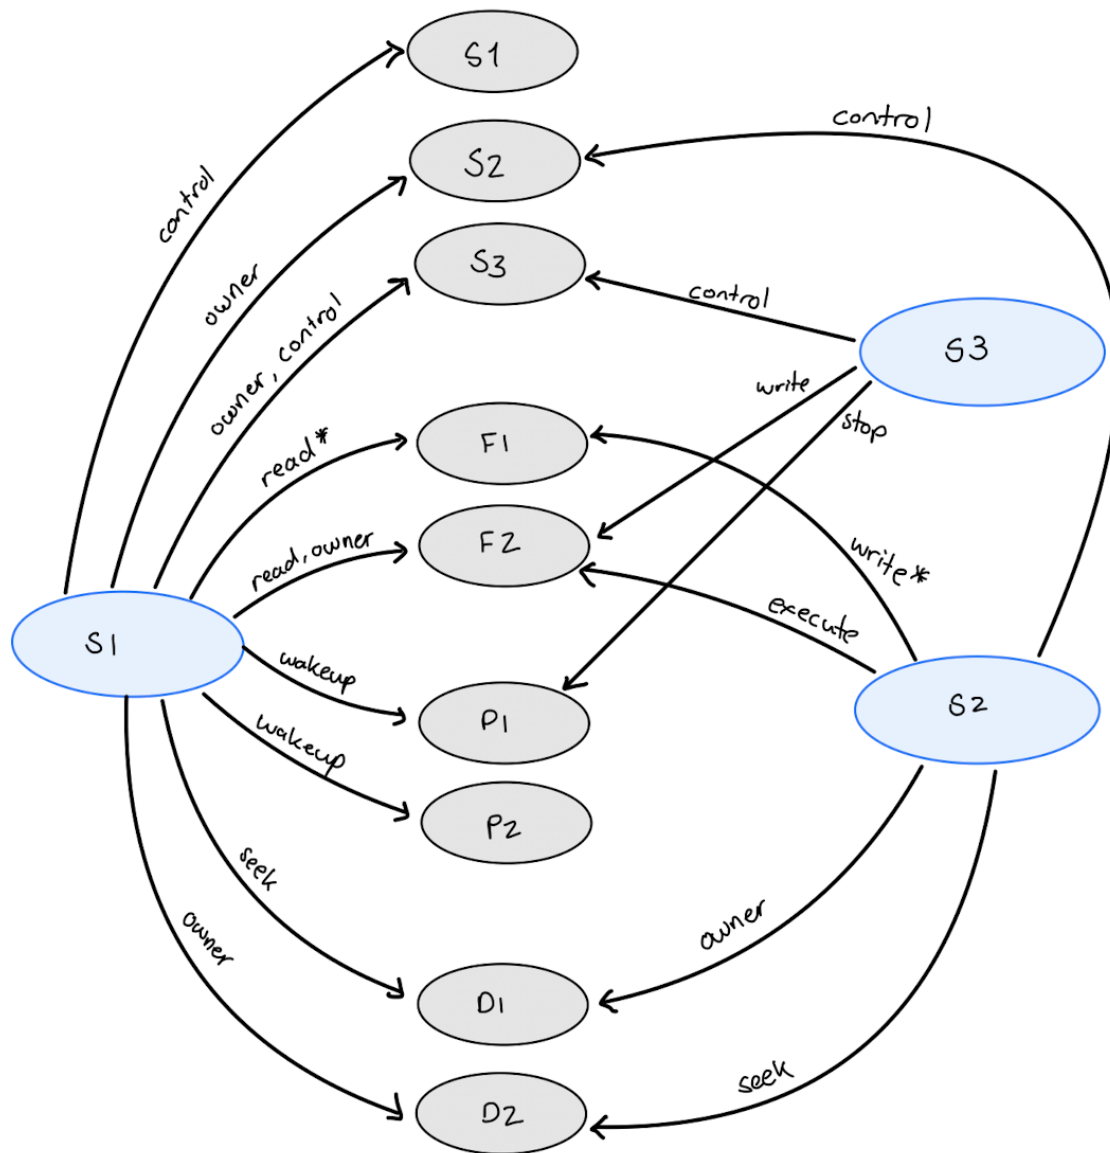 S1
control
S2
control
owner
S3
owner, control
control
S3
write
stop
read*
F1
read, owner
F2
write*
execute
S1
wakeup
P1
S2
wakeup
P2
seek
owner
owner
D1
seek
D2